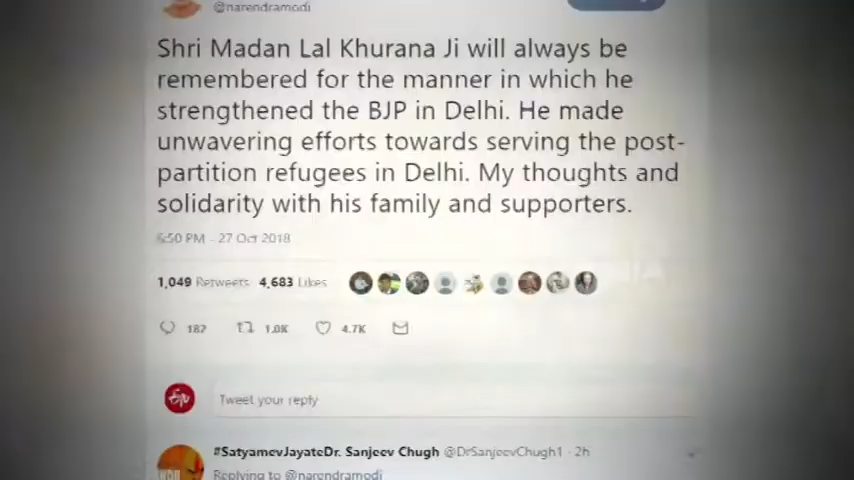 @narendramodi
Shri Madan Lal Khurana Ji will always be
remembered for the manner in which he
strengthened the BJP in Delhi. He made
unwavering efforts towards serving the post-
partition refugees in Delhi. My thoughts and
solidarity with his family and supporters.
6:50 PM - 27 Oct 2018
1,049 Retweets 4,683 Likes
187 1.0K 4.7K
Tweet your reply
#SatyamevJayateDr. Sanjeev Chugh @DrSanjeevChugh1 · 2h
Replying to @narendramodi